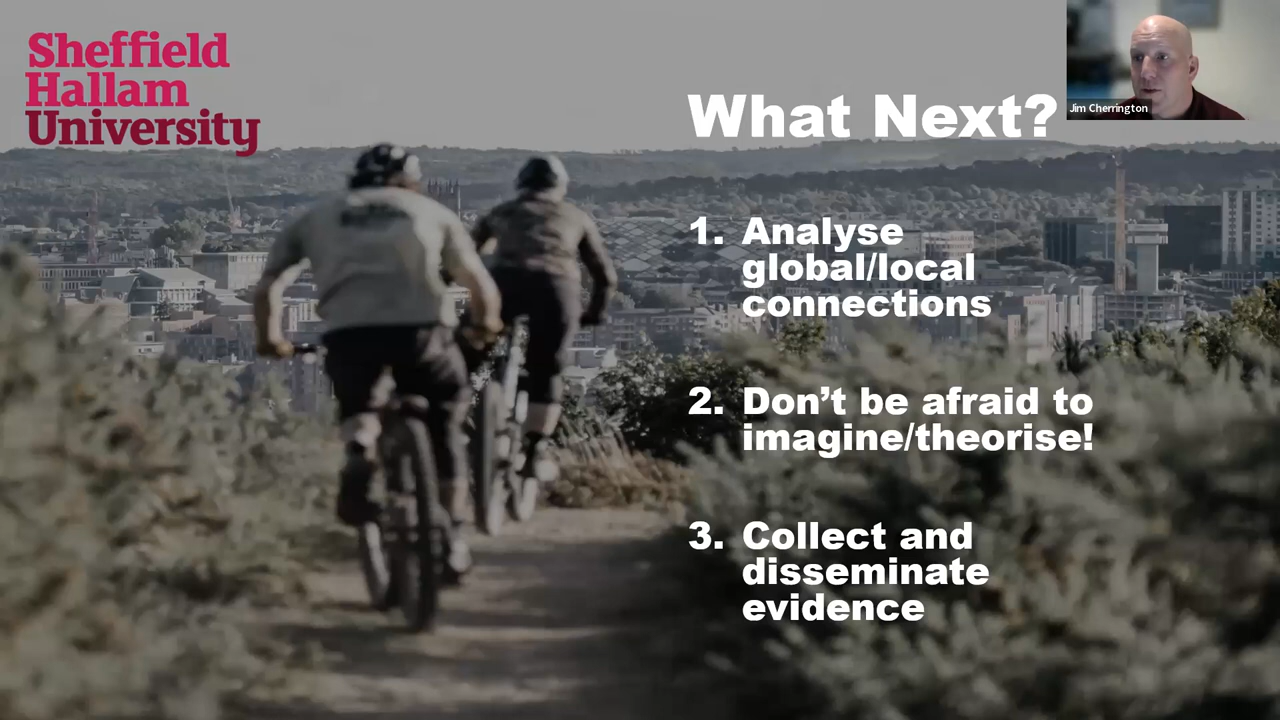 Sheffield
Hallam
University
What Next?
Jim Cherrington
1. Analyse
global/local
connections
2. Don’t be afraid to
imagine/theorise!
3. Collect and
disseminate
evidence